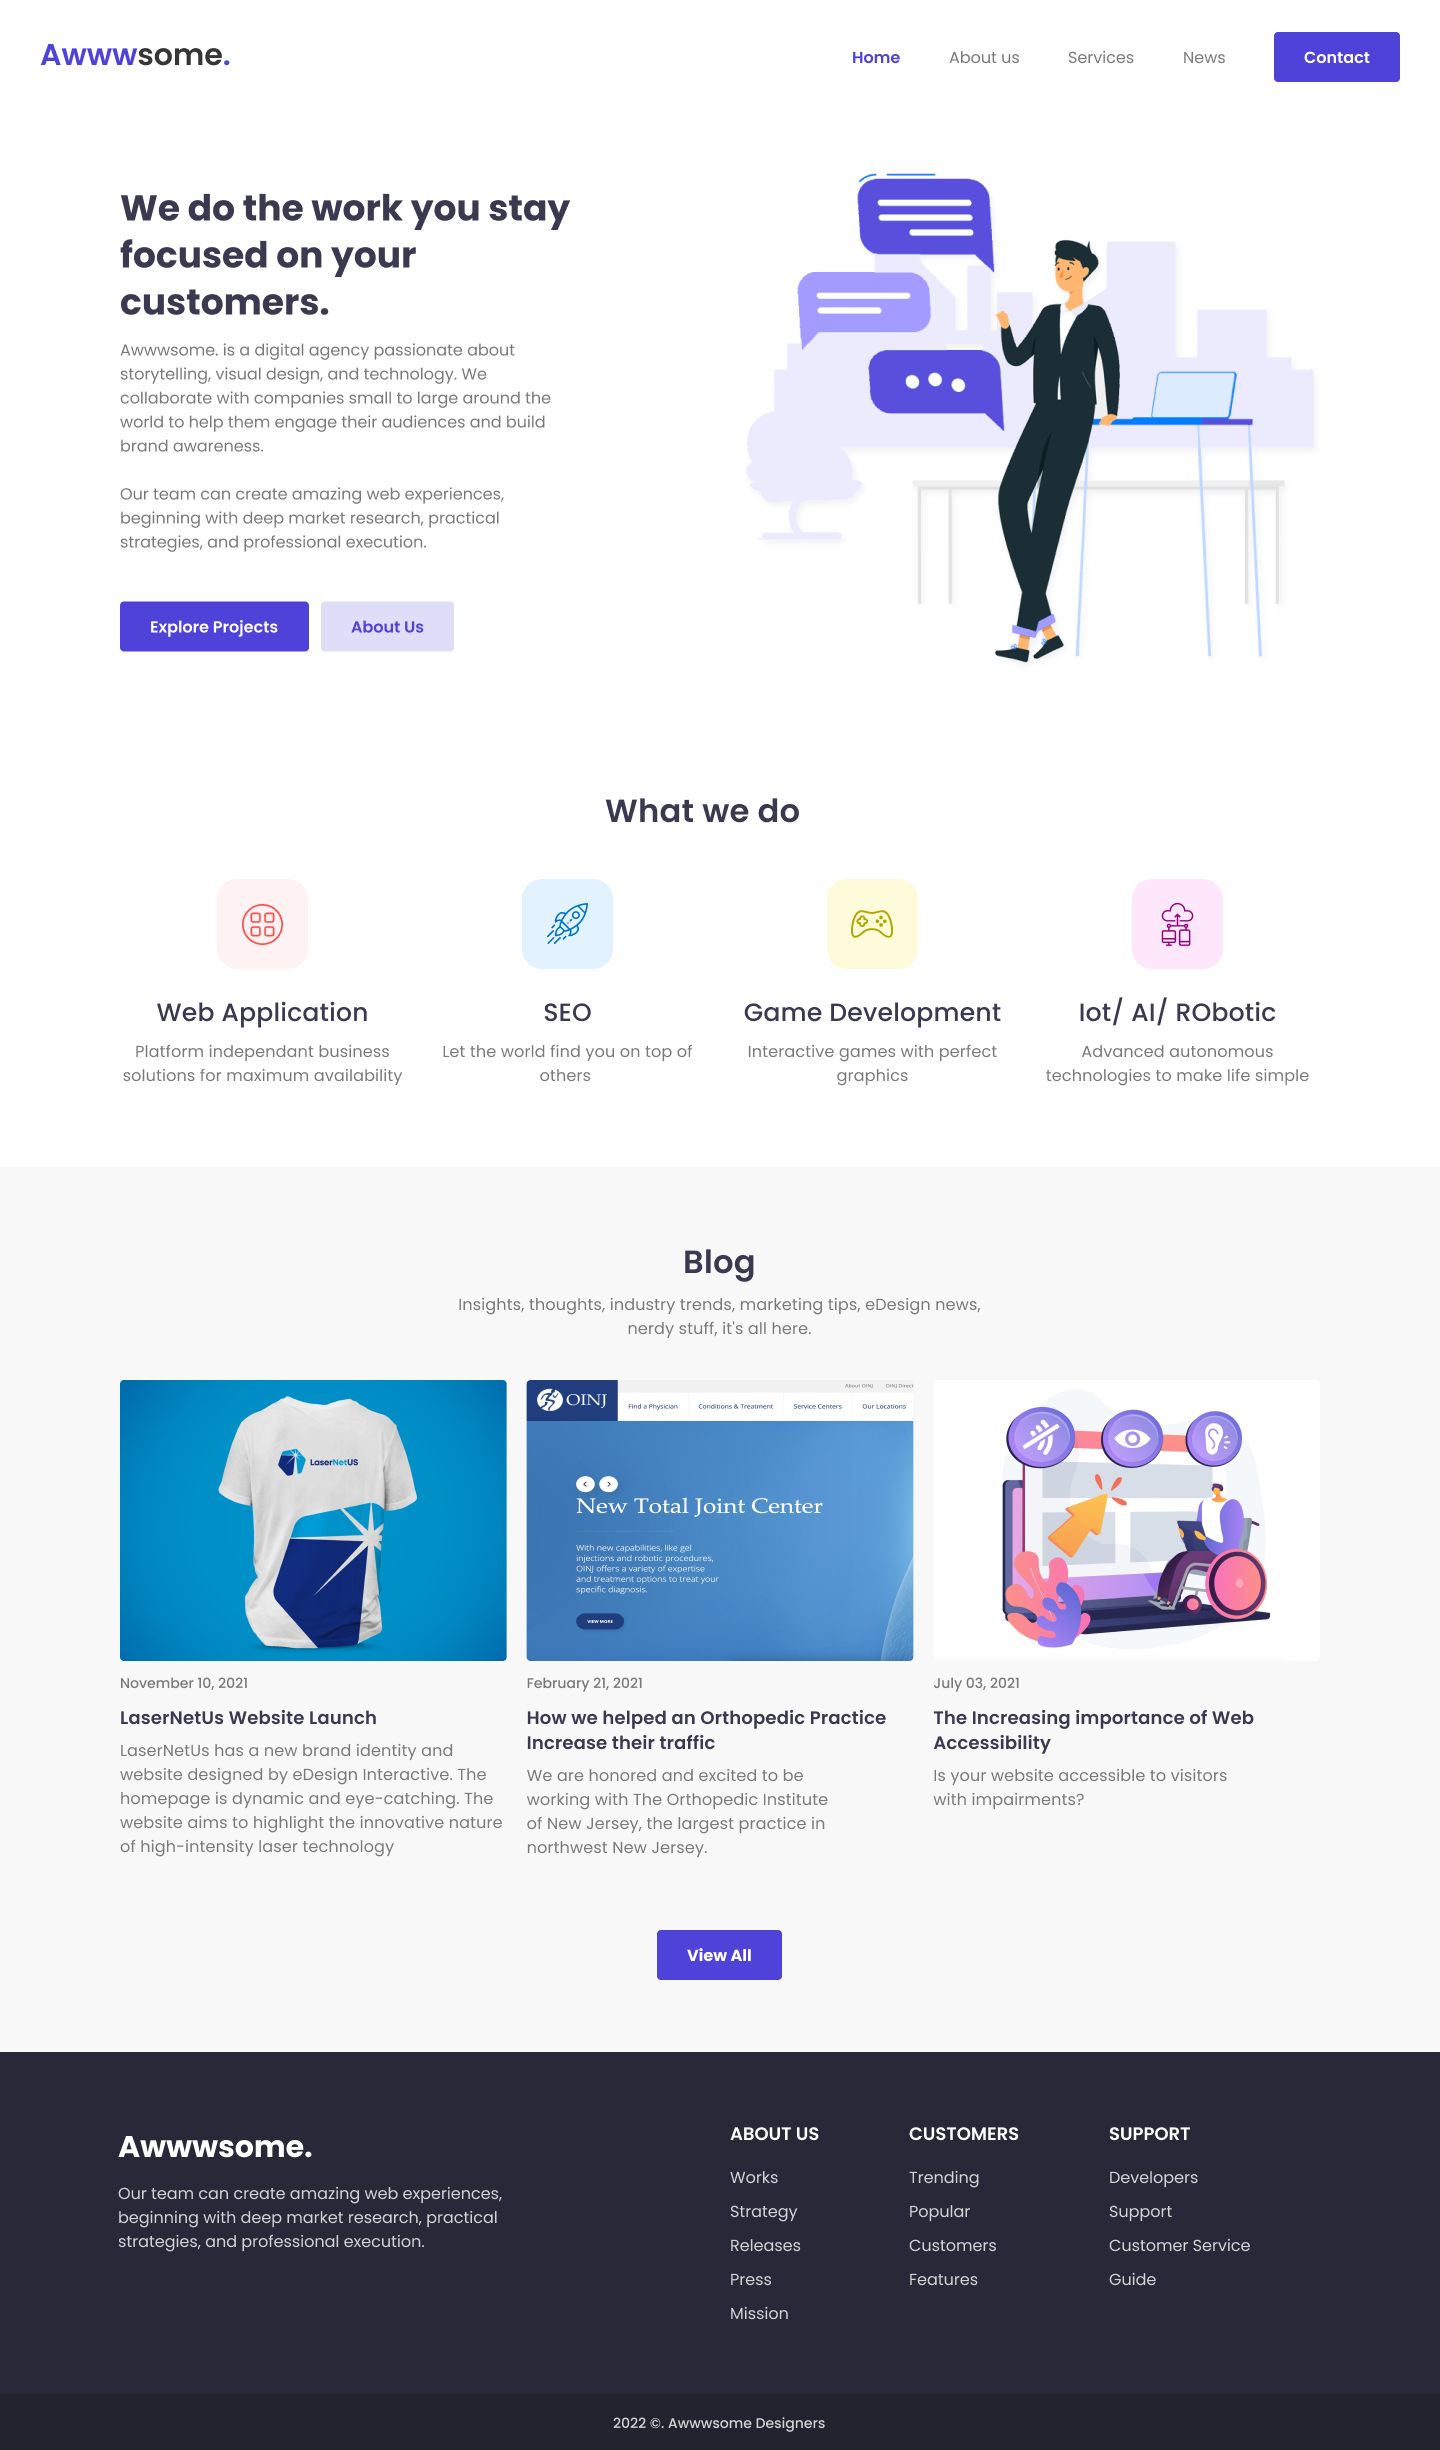 Awwwsome.
Home
About us
Services
News
Contact
We do the work you stay
focused on your
customers.
Awwwsome. is a digital agency passionate about
storytelling, visual design, and technology. We
collaborate with companies small to large around the
world to help them engage their audiences and build
brand awareness.
Our team can create amazing web experiences,
beginning with deep market research, practical
strategies, and professional execution.
Explore Projects
About Us
What we do
Web Application
Platform independant business
solutions for maximum availability
SEO
Let the world find you on top of
others
Game Development
Interactive games with perfect
graphics
Iot/ AI/ RObotic
Advanced autonomous
technologies to make life simple
Blog
Insights, thoughts, industry trends, marketing tips, eDesign news,
nerdy stuff, it's all here.
LaserNetUS
November 10, 2021
LaserNetUs Website Launch
LaserNetUs has a new brand identity and
website designed by eDesign Interactive. The
homepage is dynamic and eye-catching. The
website aims to highlight the innovative nature
of high-intensity laser technology
About OINJ
OINJ Direc
OINJ
Find a Physician
Conditions & Treatment
Service Centers
Our Locations
New Total Joint Center
With new capabilities, like gel
injections and robotic procedures,
OINJ offers a variety of expertise
and treatment options to treat your
specific diagnosis.
VIEW MORE
February 21, 2021
How we helped an Orthopedic Practice
Increase their traffic
We are honored and excited to be
working with The Orthopedic Institute
of New Jersey, the largest practice in
northwest New Jersey.
July 03, 2021
The Increasing importance of Web
Accessibility
Is your website accessible to visitors
with impairments?
View All
Awwwsome.
Our team can create amazing web experiences,
beginning with deep market research, practical
strategies, and professional execution.
ABOUT US
Works
Strategy
Releases
Press
Mission
CUSTOMERS
Trending
Popular
Customers
Features
SUPPORT
Developers
Support
Customer Service
Guide
2022 ©. Awwwsome Designers